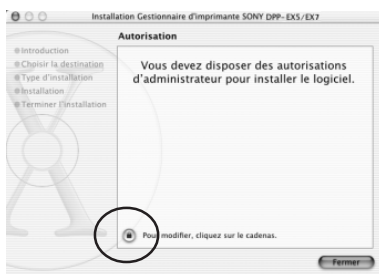 Installation Gestionnaire d'imprimante SONY DPP-EX5/EX7
Autorisation
Introduction
Choisir la destination
Type d'installation
Installation
Terminer l'installation
Vous devez disposer des autorisations
d'administrateur pour installer le logiciel.
Pour modifier, cliquez sur le cadenas.
Fermer